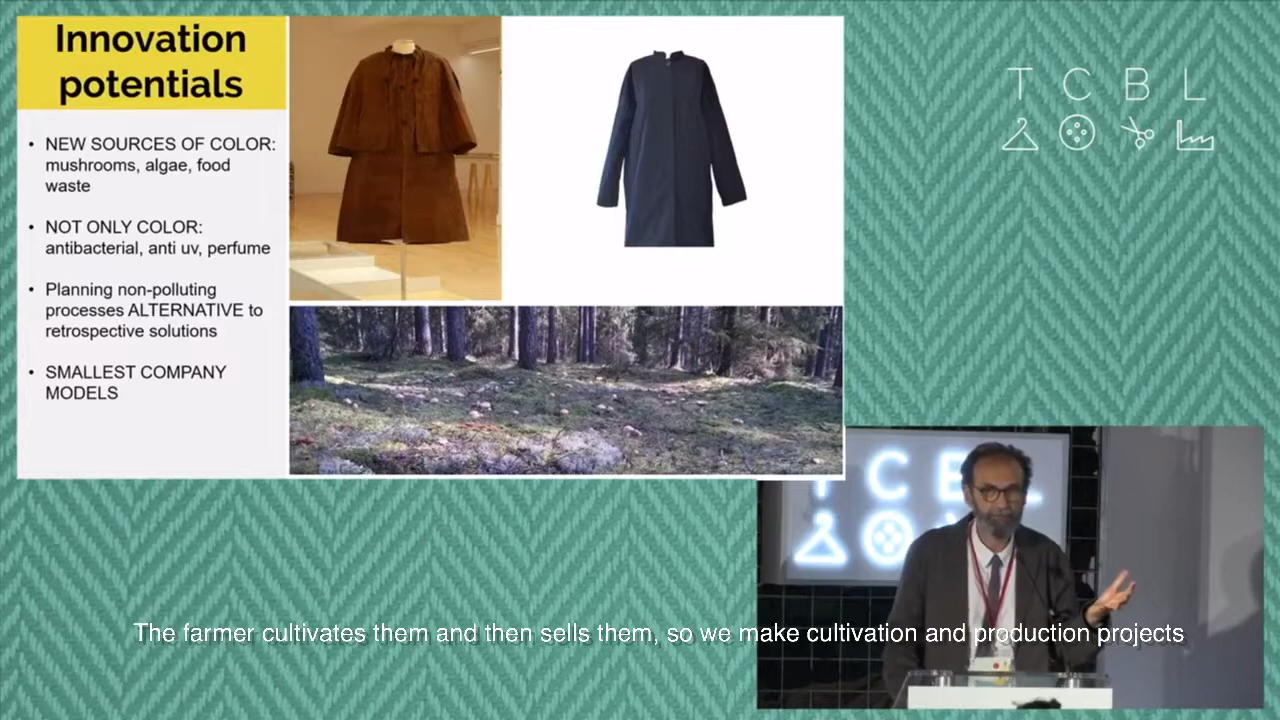 Innovation
potentials
• NEW SOURCES OF COLOR:
mushrooms, algae, food
waste
• NOT ONLY COLOR:
antibacterial, anti uv, perfume
• Planning non-polluting
processes ALTERNATIVE to
retrospective solutions
• SMALLEST COMPANY
MODELS
T C B L
T C B L
The farmer cultivates them and then sells them, so we make cultivation and production projects